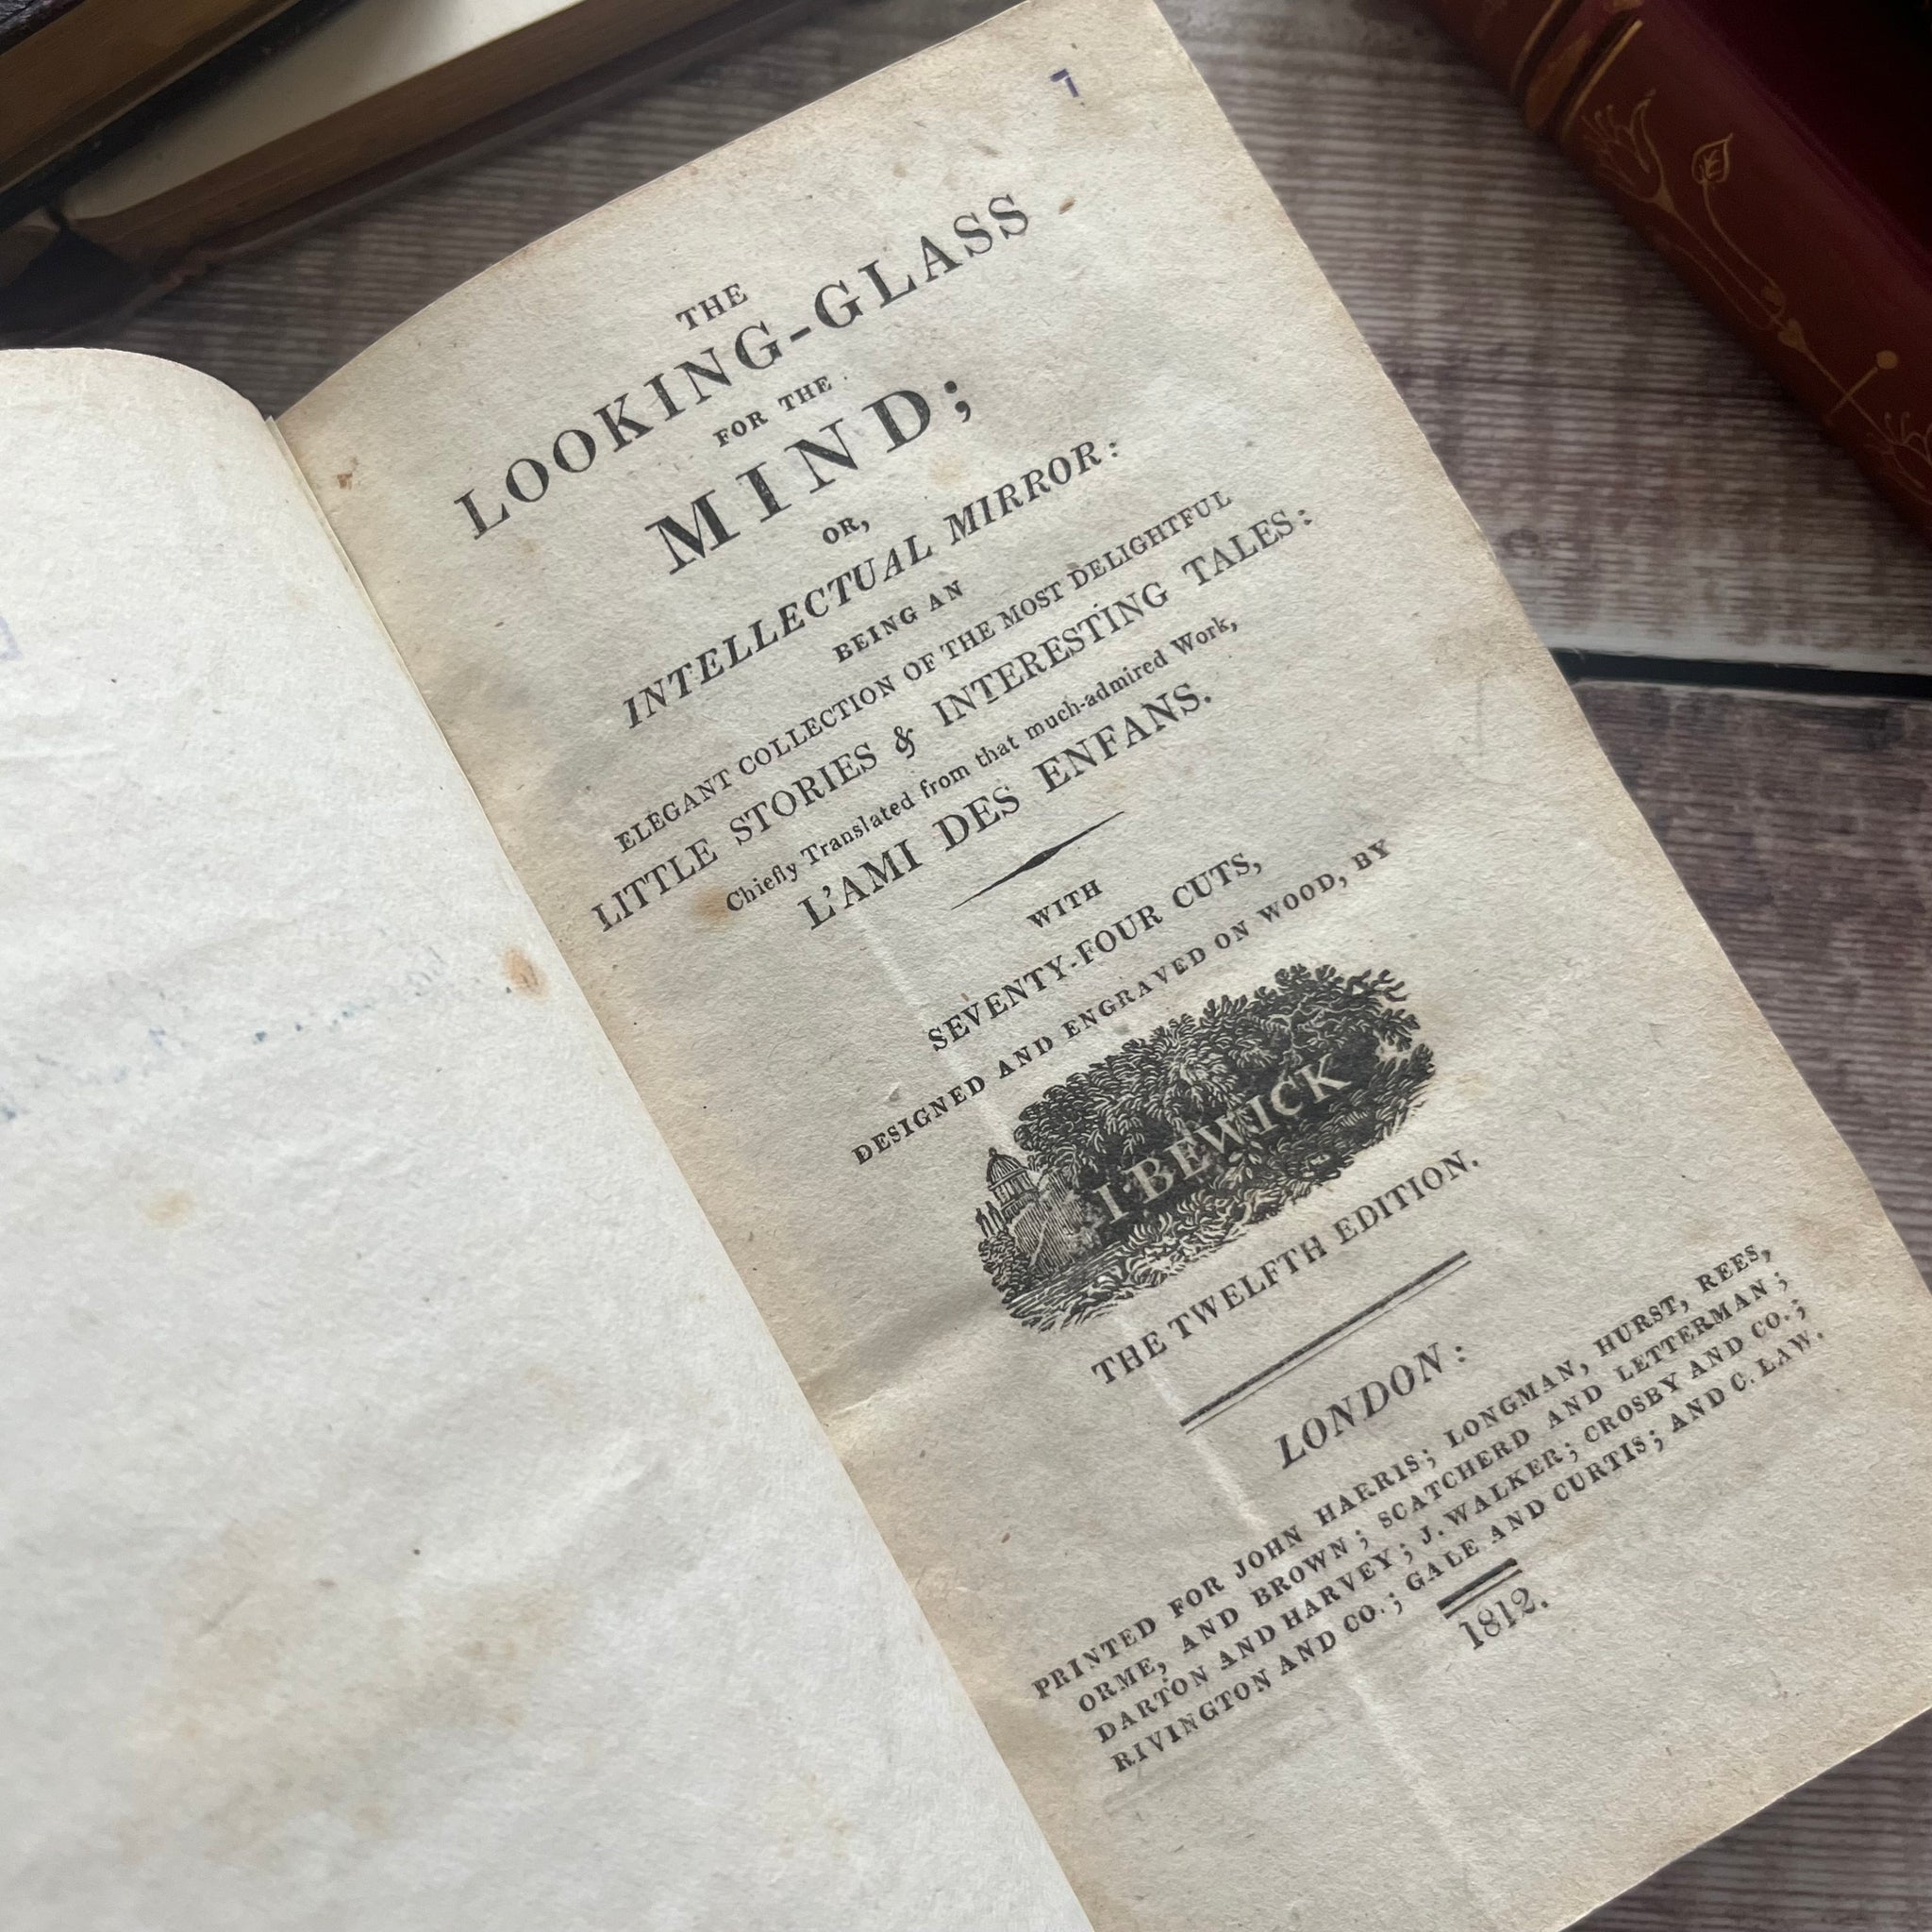 THE
LOOKING-GLASS
FOR THE
MIND;
OR,
INTELLECTUAL MIRROR:
BEING AN
ELEGANT COLLECTION OF THE MOST DELIGHTFUL
LITTLE STORIES & INTERESTING TALES:
Chiefly Translated from that much-admired Work,
L'AMI DES ENFANS.
WITH
SEVENTY-FOUR CUTS,
DESIGNED AND ENGRAVED ON WOOD, BY
I·BEWICK
THE TWELFTH EDITION.
LONDON:
PRINTED FOR JOHN HARRIS; LONGMAN, HURST, REES,
ORME, AND BROWN; SCATCHERD AND LETTERMAN;
DARTON AND HARVEY; J. WALKER; CROSBY AND CO.;
RIVINGTON AND CO.; GALE AND CURTIS; AND C. LAW.
1812.